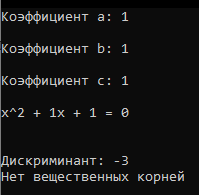 Коэффициент a: 1
Коэффициент b: 1
Коэффициент c: 1
x^2 + 1x + 1 = 0
Дискриминант: -3
Нет вещественных корней